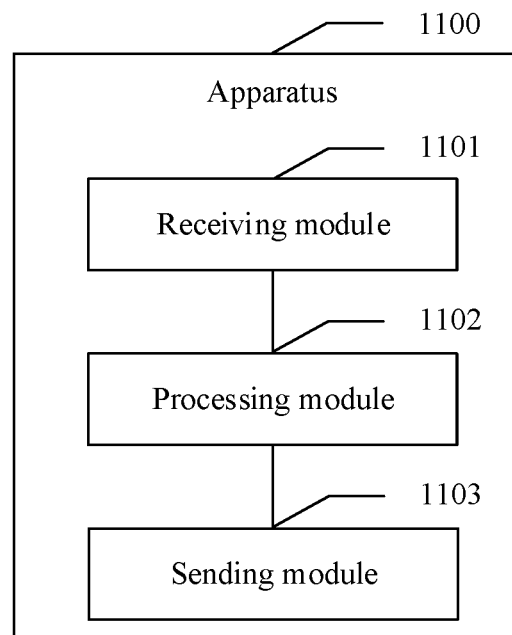 1100
Apparatus
1101
Receiving module
1102
Processing module
1103
Sending module